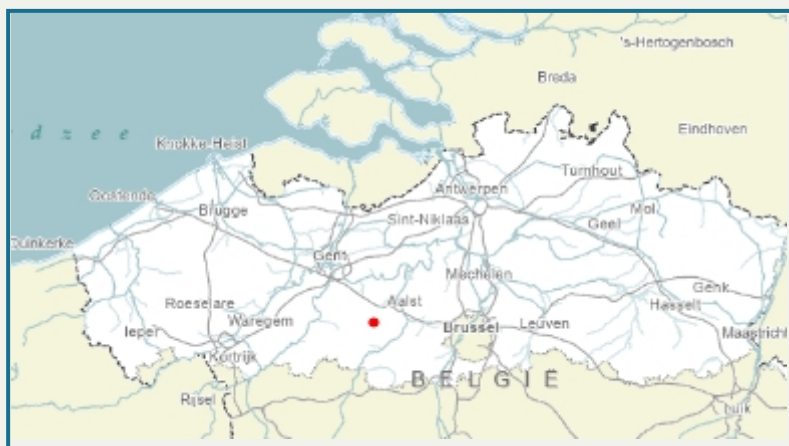 's-Hertogenbosch
Breda
d z e e
Eindhoven
Knokke-Heist
Turnhout
Antwerpen
Oostende
Mol
Brugge
Sint-Niklaas
Geel
Duinkerke
Gent
Mechelen
Genk
Roeselare
Aalst
Hasselt
Ieper
Waregem
Brussel
Leuven
Maastricht
Kortrijk
BELGIË
Rijsel
Luik